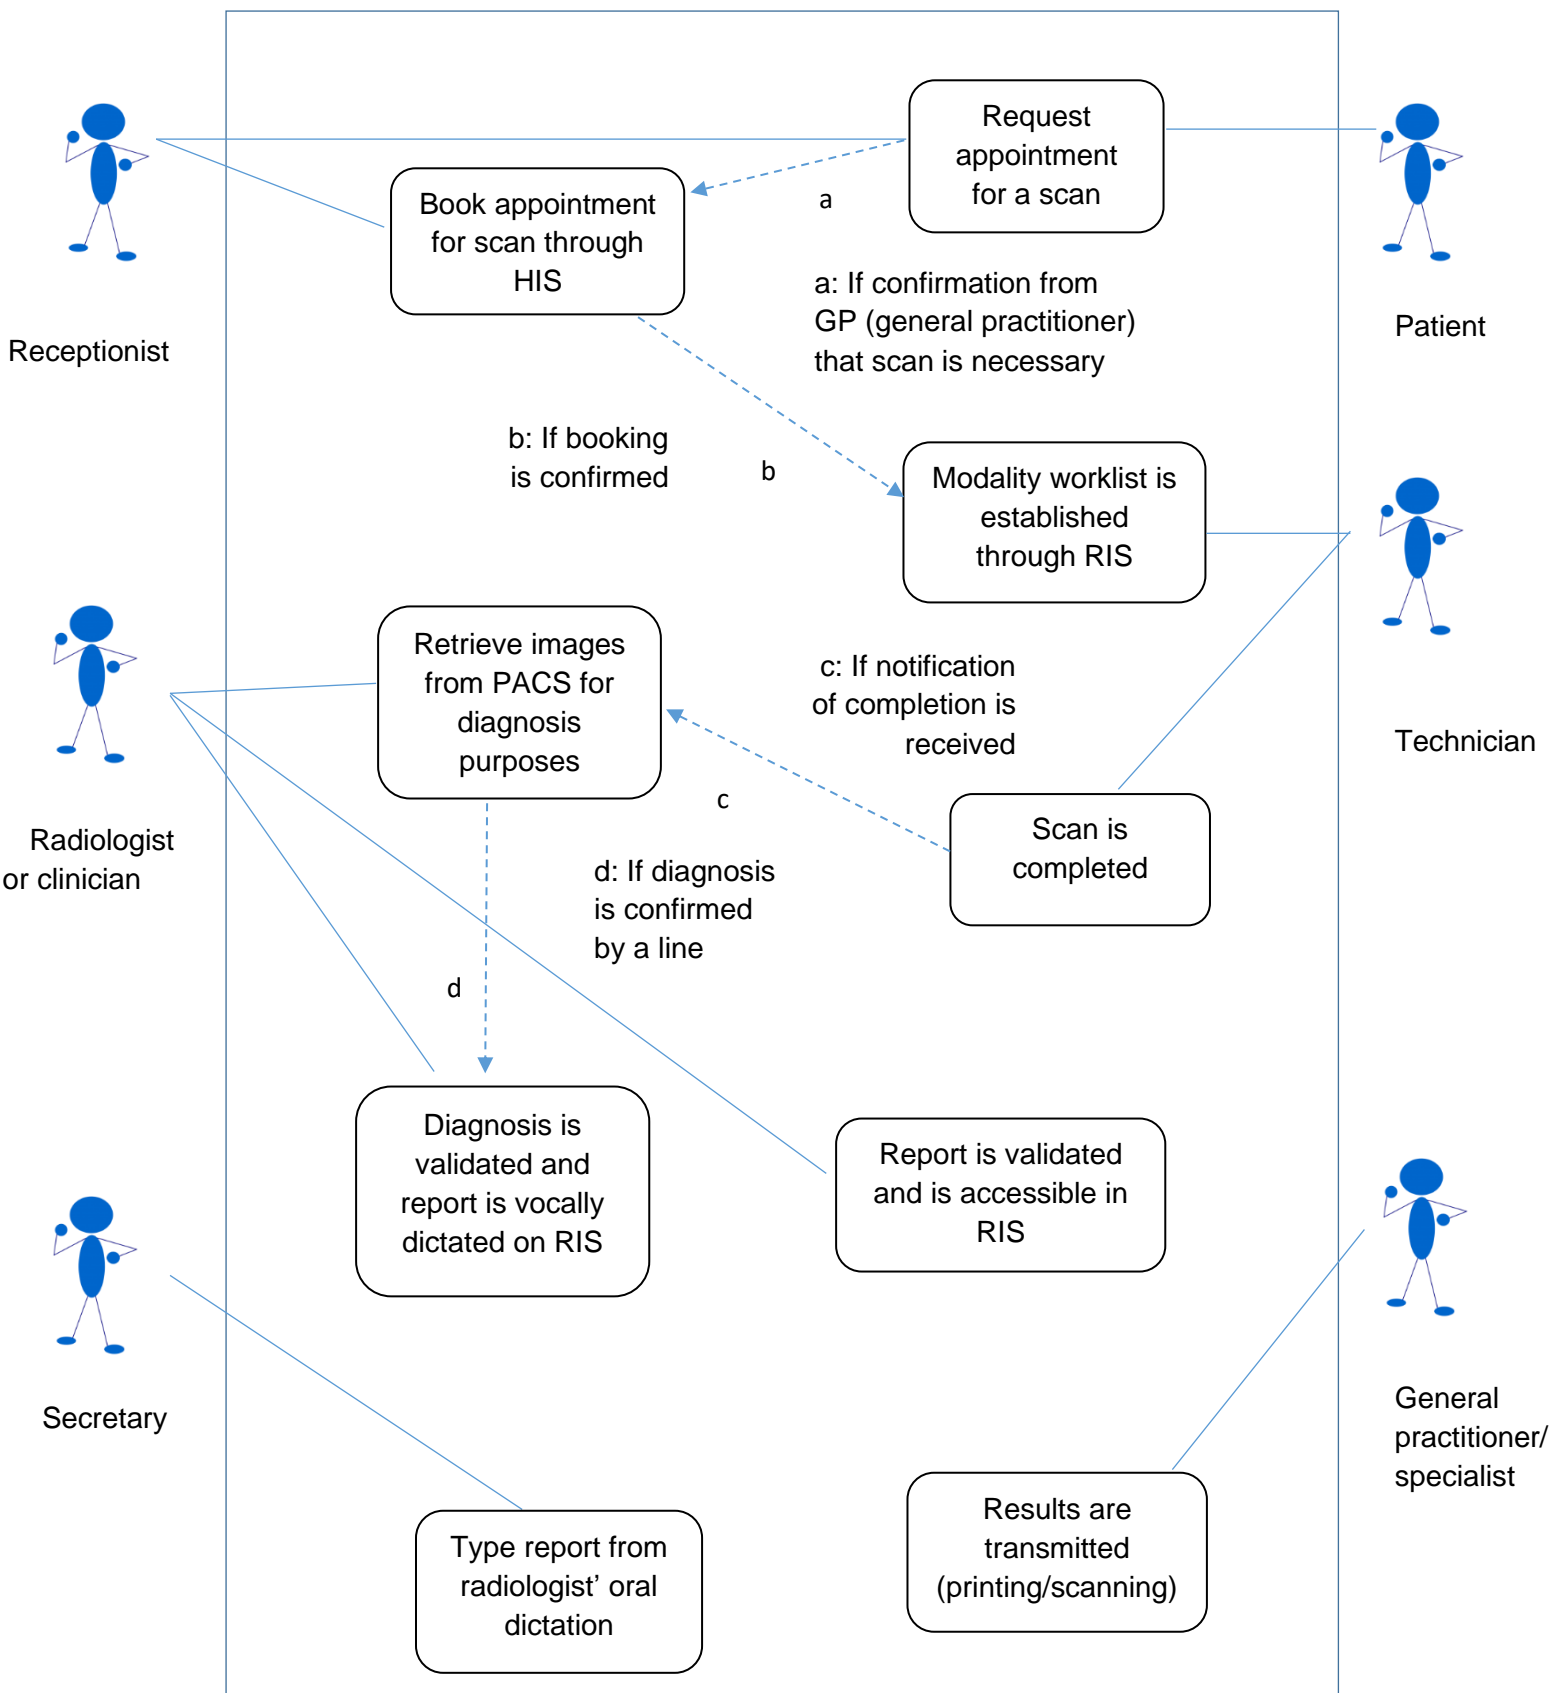 Request
appointment
for a scan
Book appointment
for scan through
HIS
a
a: If confirmation from
GP (general practitioner)
that scan is necessary
Receptionist
Patient
b: If booking
is confirmed
b
Modality worklist is
established
through RIS
Retrieve images
from PACS for
diagnosis
purposes
c: If notification
of completion is
received
Technician
c
Scan is
completed
Radiologist
or clinician
d: If diagnosis
is confirmed
by a line
d
Diagnosis is
validated and
report is vocally
dictated on RIS
Report is validated
and is accessible in
RIS
Secretary
General
practitioner/
specialist
Type report from
radiologist’ oral
dictation
Results are
transmitted
(printing/scanning)